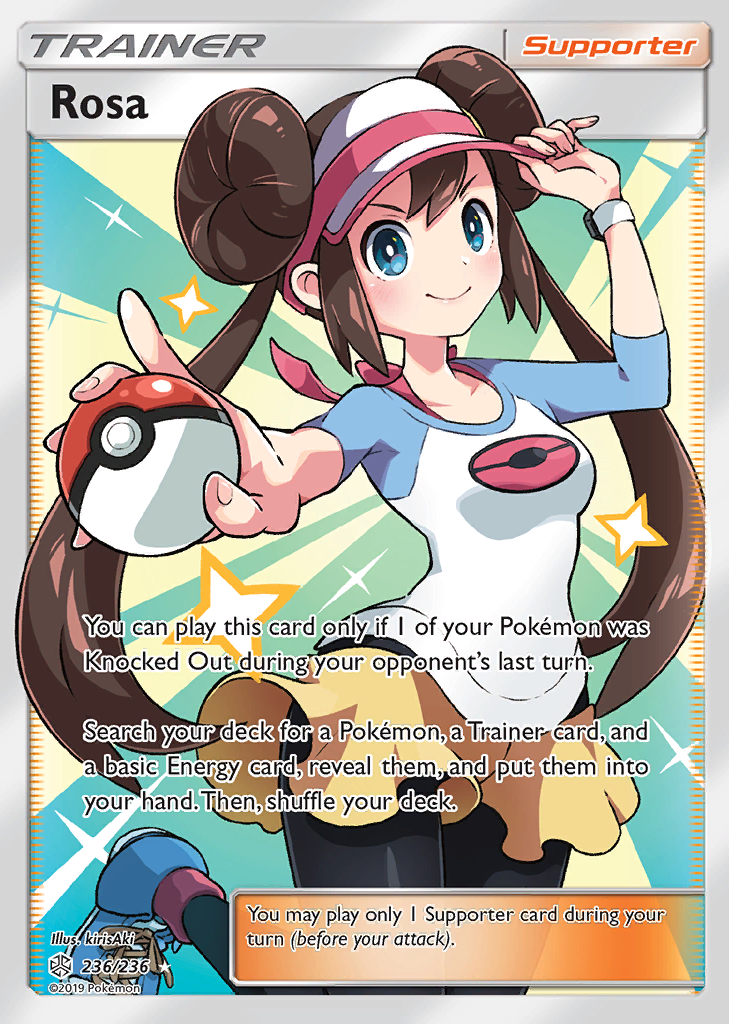 TRAINER
Supporter
Rosa
You can play this card only if 1 of your Pokémon was
Knocked Out during your opponent's last turn.
Search your deck for a Pokémon, a Trainer card, and
a basic Energy card, reveal them, and put them into
your hand. Then, shuffle your deck.
You may play only 1 Supporter card during your
turn (before your attack).
Illus. kirisAki
236/236
©2019 Pokémon